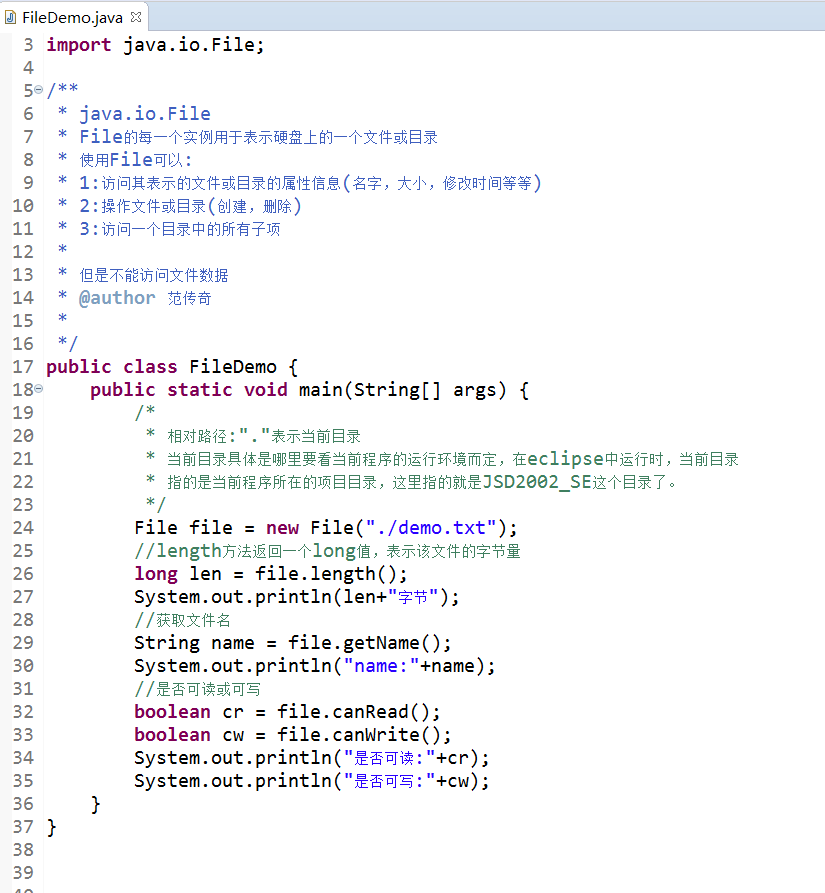 FileDemo.java
3 import java.io.File;
4
5 /**
6  * java.io.File
7  * File的每一个实例用于表示硬盘上的一个文件或目录
8  * 使用File可以:
9  * 1:访问其表示的文件或目录的属性信息(名字，大小，修改时间等等)
10  * 2:操作文件或目录(创建，删除)
11  * 3:访问一个目录中的所有子项
12  *
13  * 但是不能访问文件数据
14  * @author 范传奇
15  *
16  */
17 public class FileDemo {
18     public static void main(String[] args) {
19         /*
20          * 相对路径:"."表示当前目录
21          * 当前目录具体是哪里要看当前程序的运行环境而定，在eclipse中运行时，当前目录
22          * 指的是当前程序所在的项目目录，这里指的就是JSD2002_SE这个目录了。
23          */
24         File file = new File("./demo.txt");
25         //length方法返回一个long值，表示该文件的字节量
26         long len = file.length();
27         System.out.println(len+"字节");
28         //获取文件名
29         String name = file.getName();
30         System.out.println("name:"+name);
31         //是否可读或可写
32         boolean cr = file.canRead();
33         boolean cw = file.canWrite();
34         System.out.println("是否可读:"+cr);
35         System.out.println("是否可写:"+cw);
36     }
37 }
38
39